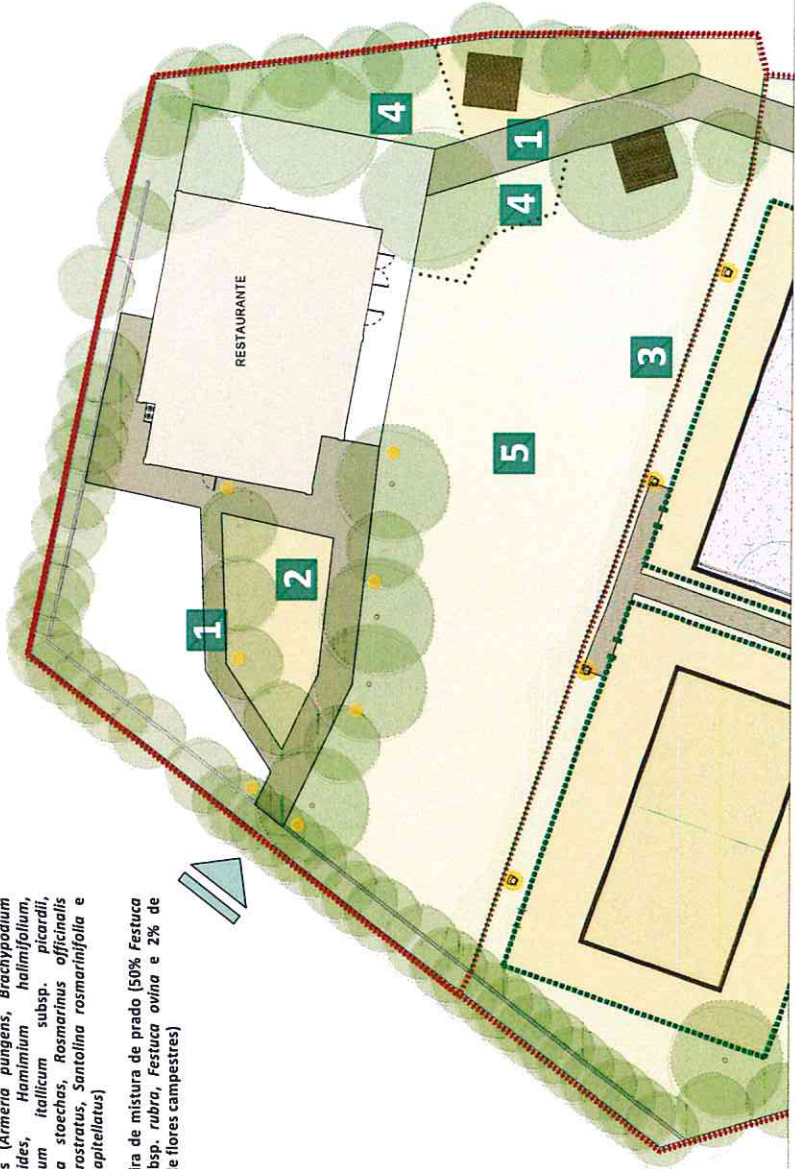 s (Armeria pungens, Brachypodium
ides, Hamimium halimifolium,
um itallicum subsp. picardii,
a stoechas, Rosmarinus officinalis
rostratus, Santolina rosmarinifolia e
apitellatus)
ira de mistura de prado (50% Festuca
bsp. rubra, Festuca ovina e 2% de
e flores campestres)
RESTAURANTE
1
2
1
4
4
5
3